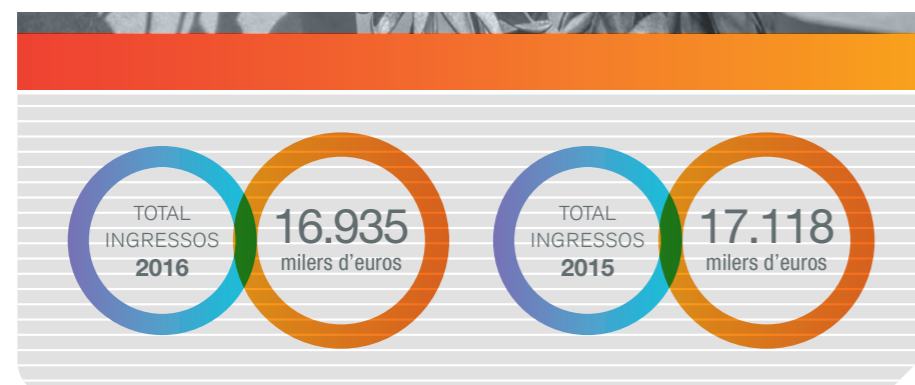 TOTAL
INGRESSOS
2016
16.935
milers d’euros
TOTAL
INGRESSOS
2015
17.118
milers d’euros